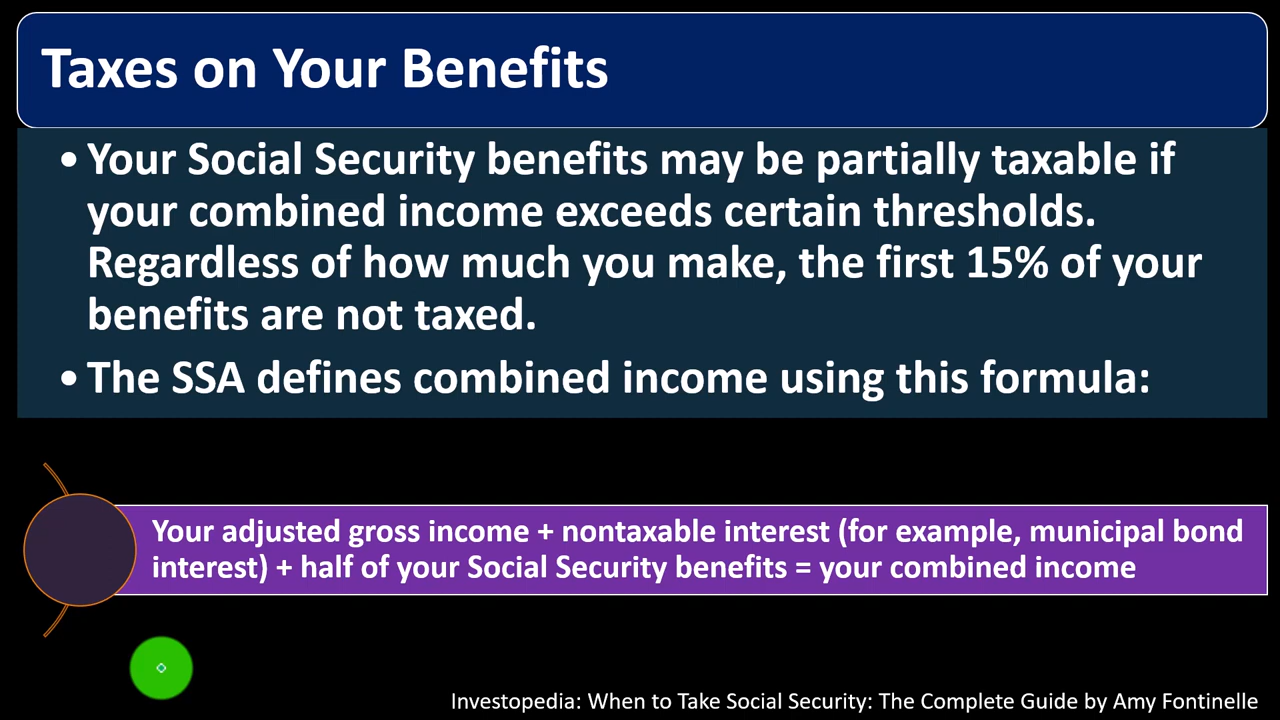 Taxes on Your Benefits
• Your Social Security benefits may be partially taxable if
your combined income exceeds certain thresholds.
Regardless of how much you make, the first 15% of your
benefits are not taxed.
• The SSA defines combined income using this formula:
Your adjusted gross income + nontaxable interest (for example, municipal bond
interest) + half of your Social Security benefits = your combined income
Investopedia: When to Take Social Security: The Complete Guide by Amy Fontinelle